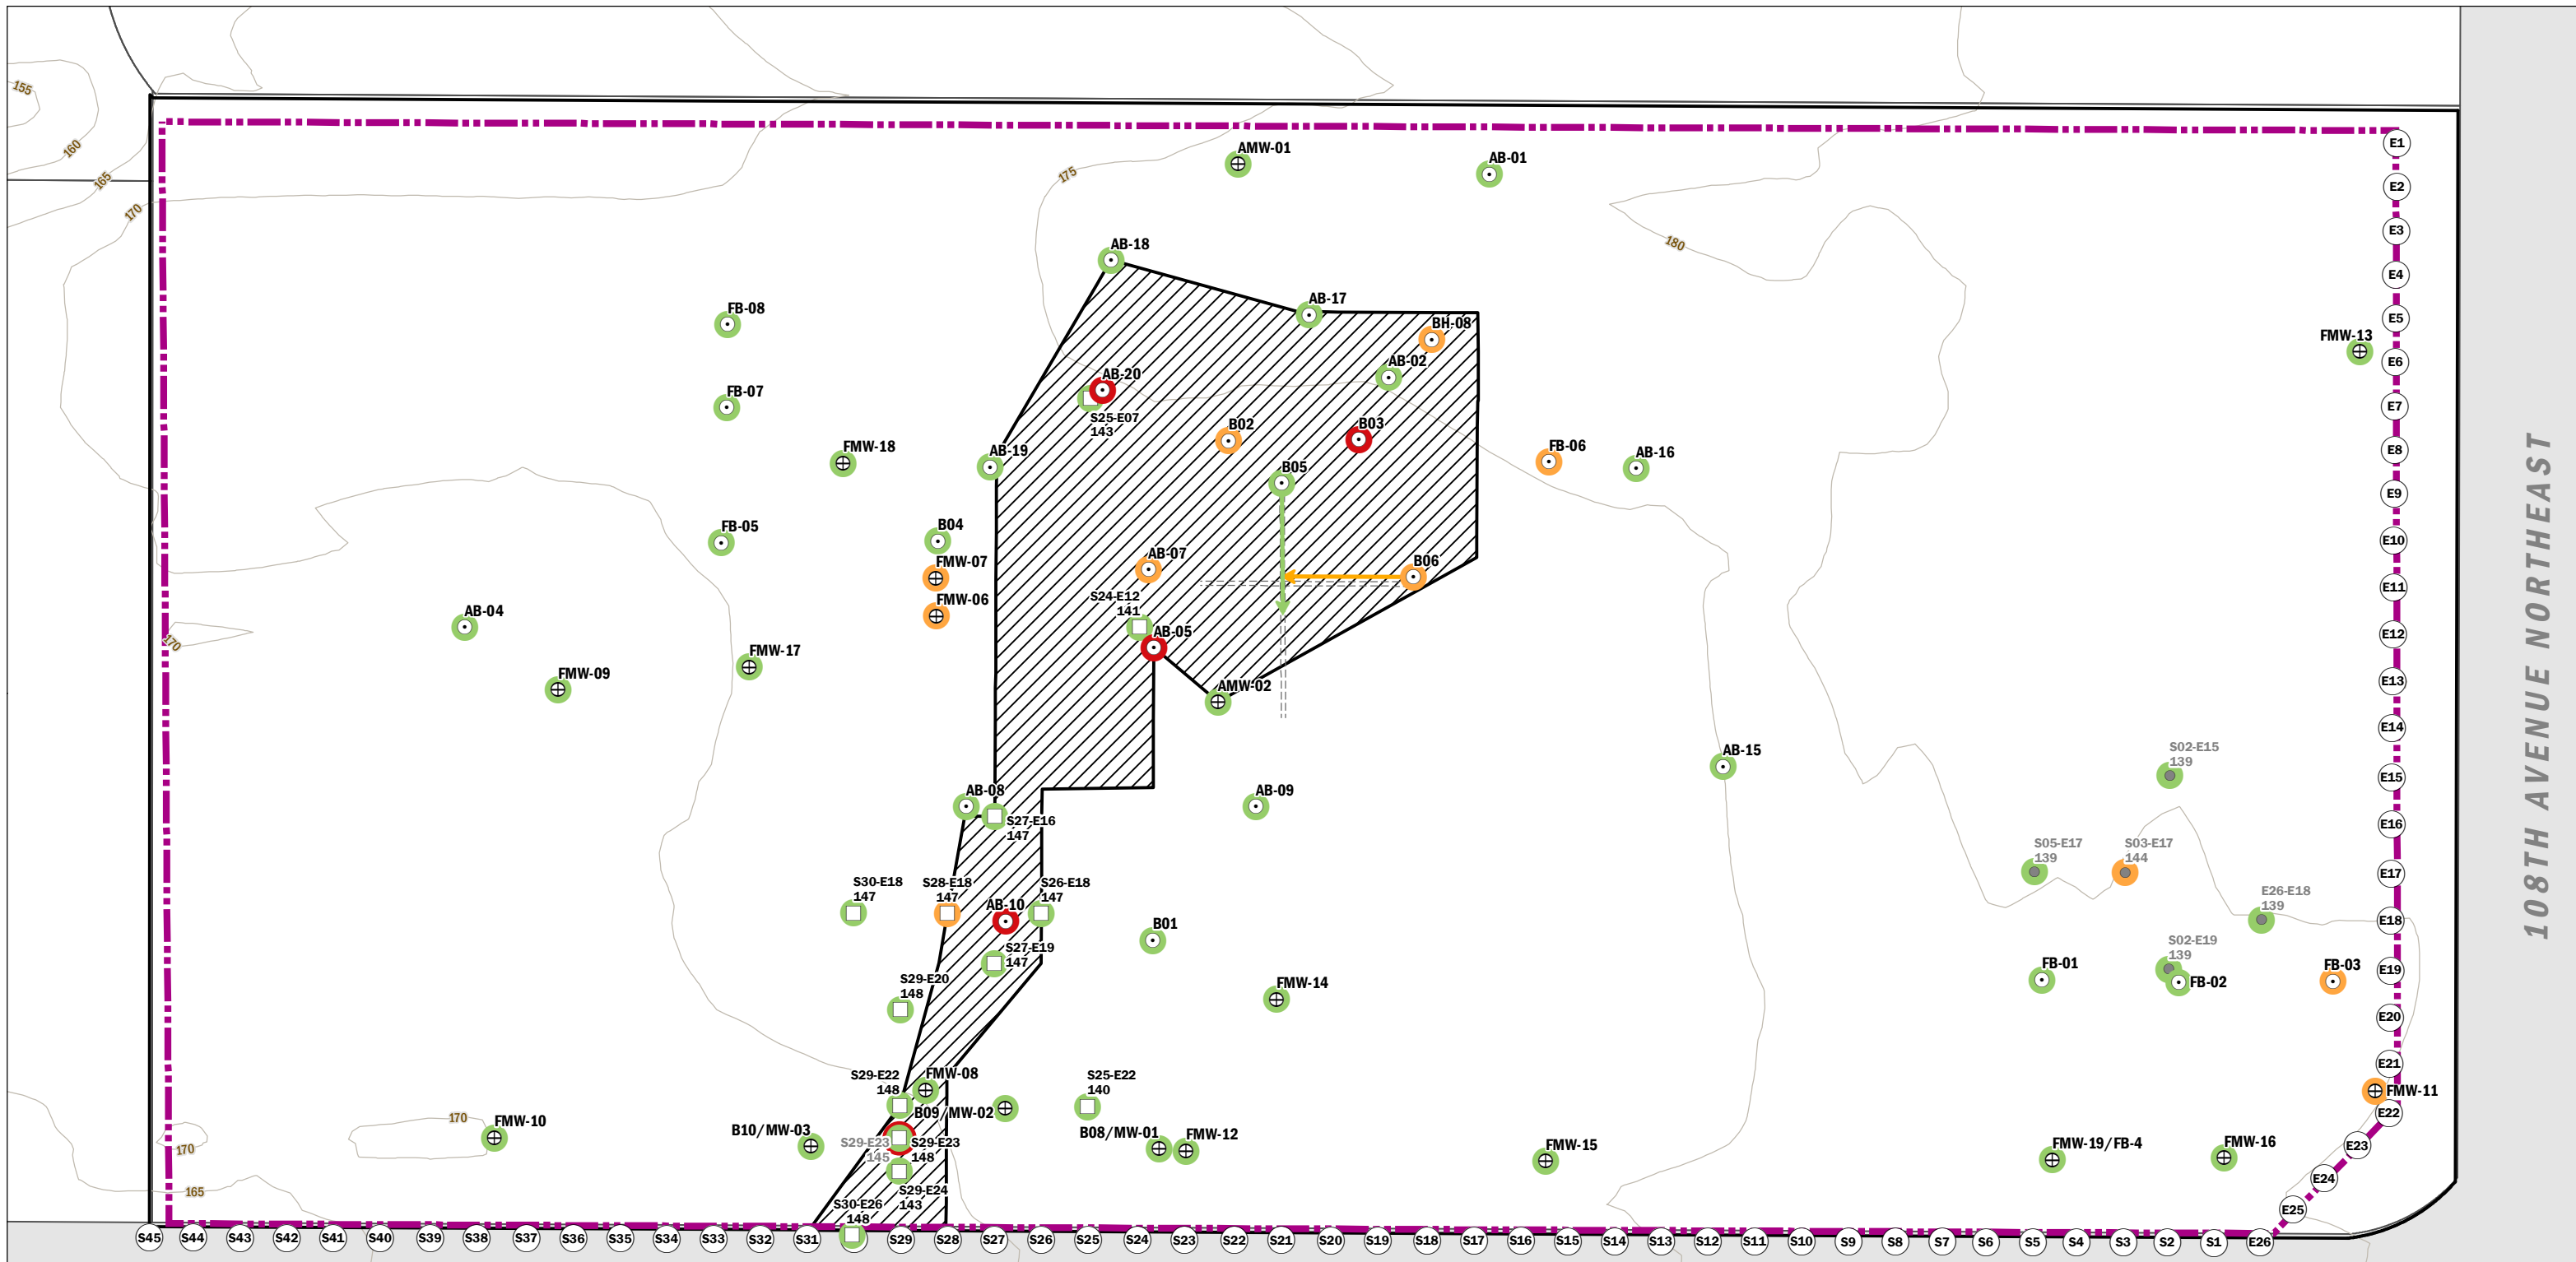 155
160
165
170
175
180
AMW-01
AB-01
E1
E2
E3
E4
E5
E6
E7
E8
E9
E10
E11
E12
E13
E14
E15
E16
E17
E18
E19
E20
E21
E22
E23
E24
E25
108TH AVENUE NORTHEAST
AB-18
AB-17
FB-08
BH-08
FMW-13
AB-02
AB-20
S25-E07
143
FB-07
B02
B03
FMW-18
AB-19
FB-06
AB-16
B05
FB-05
B04
AB-07
FMW-07
B06
S24-E12
141
FMW-06
AB-04
AB-05
170
FMW-17
FMW-09
AMW-02
AB-15
S02-E15
139
AB-08
AB-09
S27-E16
147
S05-E17
139
S03-E17
144
S30-E18
147
S28-E18
147
S26-E18
147
E26-E18
139
AB-10
B01
S27-E19
147
S02-E19
139
FB-01
FB-02
FB-03
S29-E20
148
FMW-14
S29-E22
148
FMW-08
S25-E22
140
FMW-11
B09/MW-02
170
FMW-10
B10/MW-03
B08/MW-01
FMW-12
170
S29-E23
145
S29-E23
148
FMW-15
FMW-19/FB-4
FMW-16
165
S29-E24
143
S30-E26
148
S45
S44
S43
S42
S41
S40
S39
S38
S37
S36
S35
S34
S33
S32
S31
S29
S28
S27
S26
S25
S24
S23
S22
S21
S20
S19
S18
S17
S16
S15
S14
S13
S12
S11
S10
S9
S8
S7
S6
S5
S4
S3
S2
S1
E26